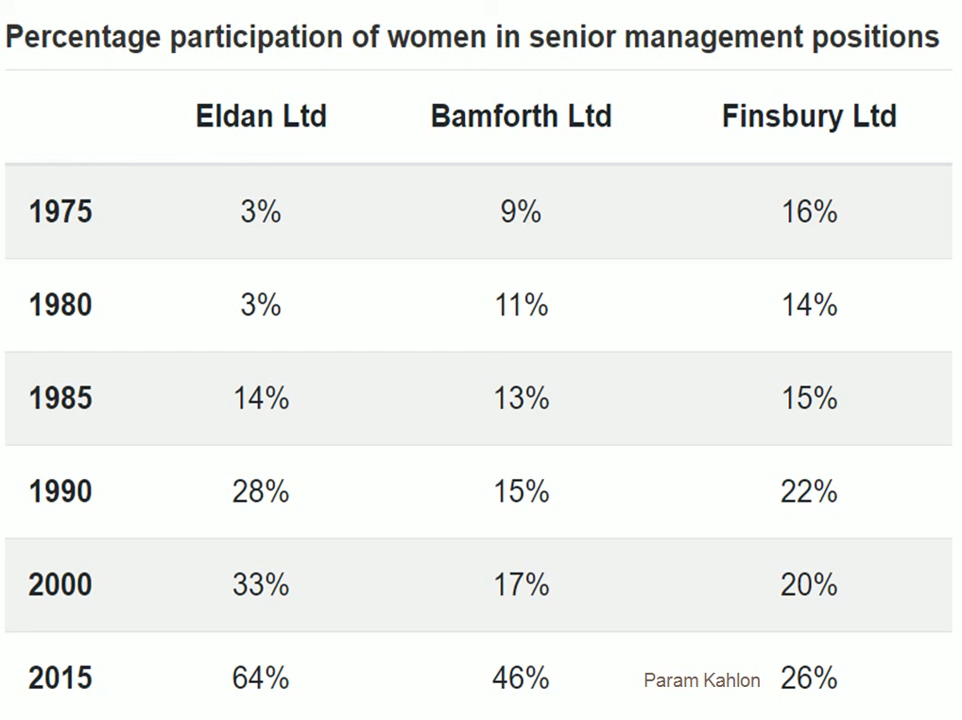 Percentage participation of women in senior management positions
Eldan Ltd Bamforth Ltd Finsbury Ltd
1975 3% 9% 16%
1980 3% 11% 14%
1985 14% 13% 15%
1990 28% 15% 22%
2000 33% 17% 20%
2015 64% 46% Param Kahlon 26%